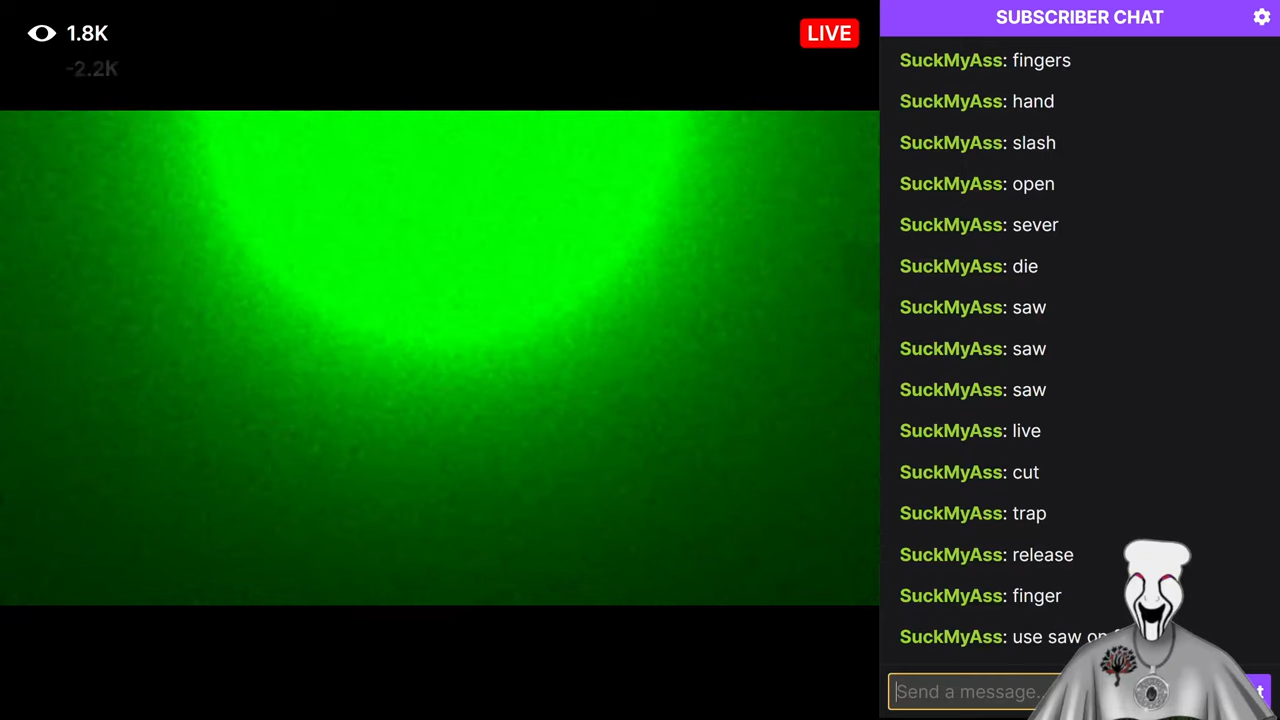 1.8K
-2.2K
LIVE
SUBSCRIBER CHAT
SuckMyAss: fingers
SuckMyAss: hand
SuckMyAss: slash
SuckMyAss: open
SuckMyAss: sever
SuckMyAss: die
SuckMyAss: saw
SuckMyAss: saw
SuckMyAss: saw
SuckMyAss: live
SuckMyAss: cut
SuckMyAss: trap
SuckMyAss: release
SuckMyAss: finger
SuckMyAss: use saw on
Send a message...